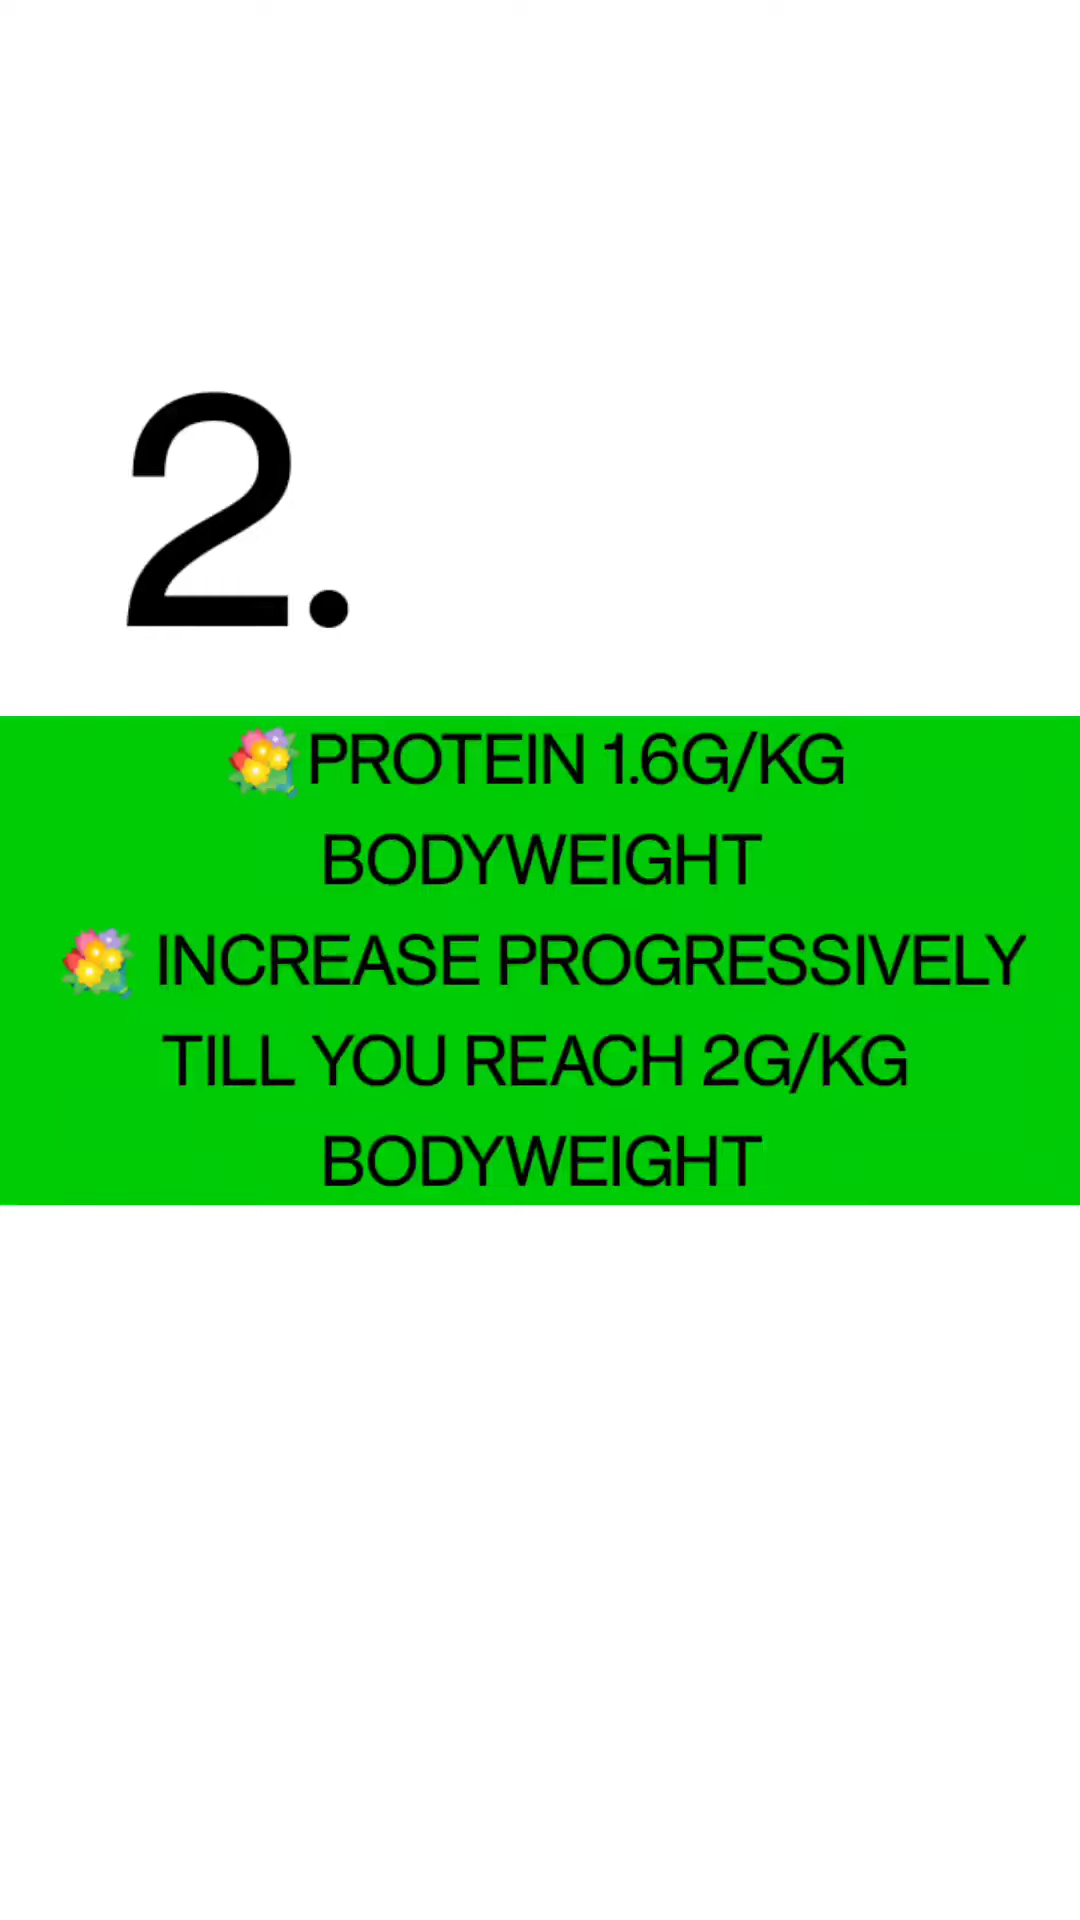 2.
💐PROTEIN 1.6G/KG
BODYWEIGHT
💐 INCREASE PROGRESSIVELY
TILL YOU REACH 2G/KG
BODYWEIGHT